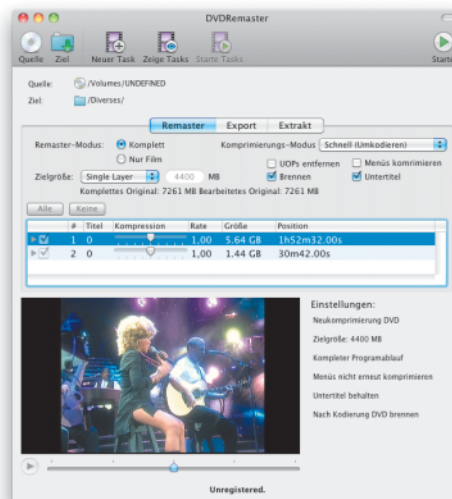 DVDRemaster
Quelle Ziel Neuer Task Zeige Tasks Starte Tasks Starte
Quelle: /Volumes/UNDEFINED
Ziel: /Diverses/
Remaster Export Extrakt
Remaster-Modus: Komplett Komprimierungs-Modus Schnell (Umkodieren)
Nur Film UOPs entfernen Menüs komrimieren
Zielgröße: Single Layer 4400 MB Brennen Untertitel
Komplettes Original: 7261 MB Bearbeitetes Original: 7261 MB
Alle Keine
# Titel Kompression Rate Größe Position
1 0 1,00 5.64 GB 1h52m32.00s
2 0 1,00 1.44 GB 30m42.00s
Einstellungen:
Neukomprimierung DVD
Zielgröße: 4400 MB
Kompleter Programablauf
Menüs nicht erneut komprimieren
Untertitel behalten
Nach Kodierung DVD brennen
Unregistered.